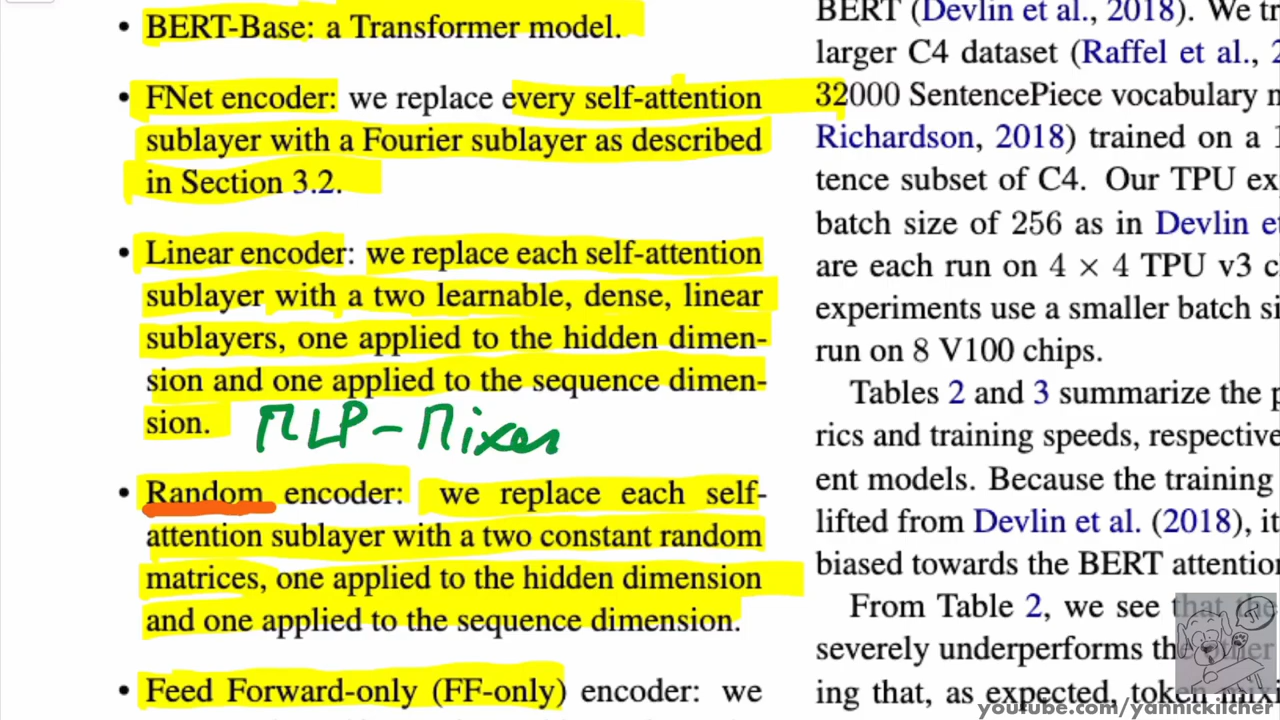 • BERT-Base: a Transformer model.
• FNet encoder: we replace every self-attention
sublayer with a Fourier sublayer as described
in Section 3.2.
• Linear encoder: we replace each self-attention
sublayer with a two learnable, dense, linear
sublayers, one applied to the hidden dimen-
sion and one applied to the sequence dimen-
sion.
MLP-Mixer
• Random encoder: we replace each self-
attention sublayer with a two constant random
matrices, one applied to the hidden dimension
and one applied to the sequence dimension.
• Feed Forward-only (FF-only) encoder: we
BERT (Devlin et al., 2018). We
larger C4 dataset (Raffel et al.,
32000 SentencePiece vocabulary
Richardson, 2018) trained on a
tence subset of C4. Our TPU
batch size of 256 as in Devlin
are each run on 4 × 4 TPU v3
experiments use a smaller batch
run on 8 V100 chips.
Tables 2 and 3 summarize the
rics and training speeds, respective
ent models. Because the training
lifted from Devlin et al. (2018),
biased towards the BERT
From Table 2, we see that the
severely underperforms
ing that, as expected, token
youtube.com/yannickilcher